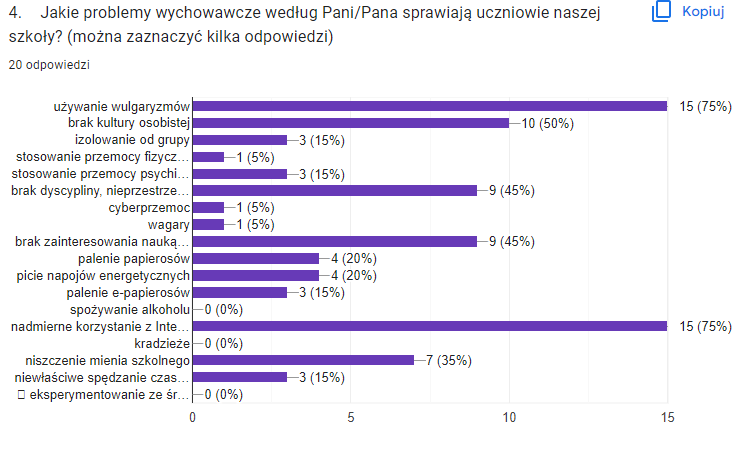 4. Jakie problemy wychowawcze według Pani/Pana sprawiają uczniowie naszej
szkoły? (można zaznaczyć kilka odpowiedzi)
Kopiuj
20 odpowiedzi
używanie wulgaryzmów 15 (75%)
brak kultury osobistej 10 (50%)
izolowanie od grupy 3 (15%)
stosowanie przemocy fizycz… 1 (5%)
stosowanie przemocy psychi… 3 (15%)
brak dyscypliny, nieprzestrze… 9 (45%)
cyberprzemoc 1 (5%)
wagary 1 (5%)
brak zainteresowania nauką… 9 (45%)
palenie papierosów 4 (20%)
picie napojów energetycznych 4 (20%)
palenie e-papierosów 3 (15%)
spożywanie alkoholu 0 (0%)
nadmierne korzystanie z Inte… 15 (75%)
kradzieże 0 (0%)
niszczenie mienia szkolnego 7 (35%)
niewłaściwe spędzanie czas… 3 (15%)
eksperymentowanie ze śr… 0 (0%)
0 5 10 15